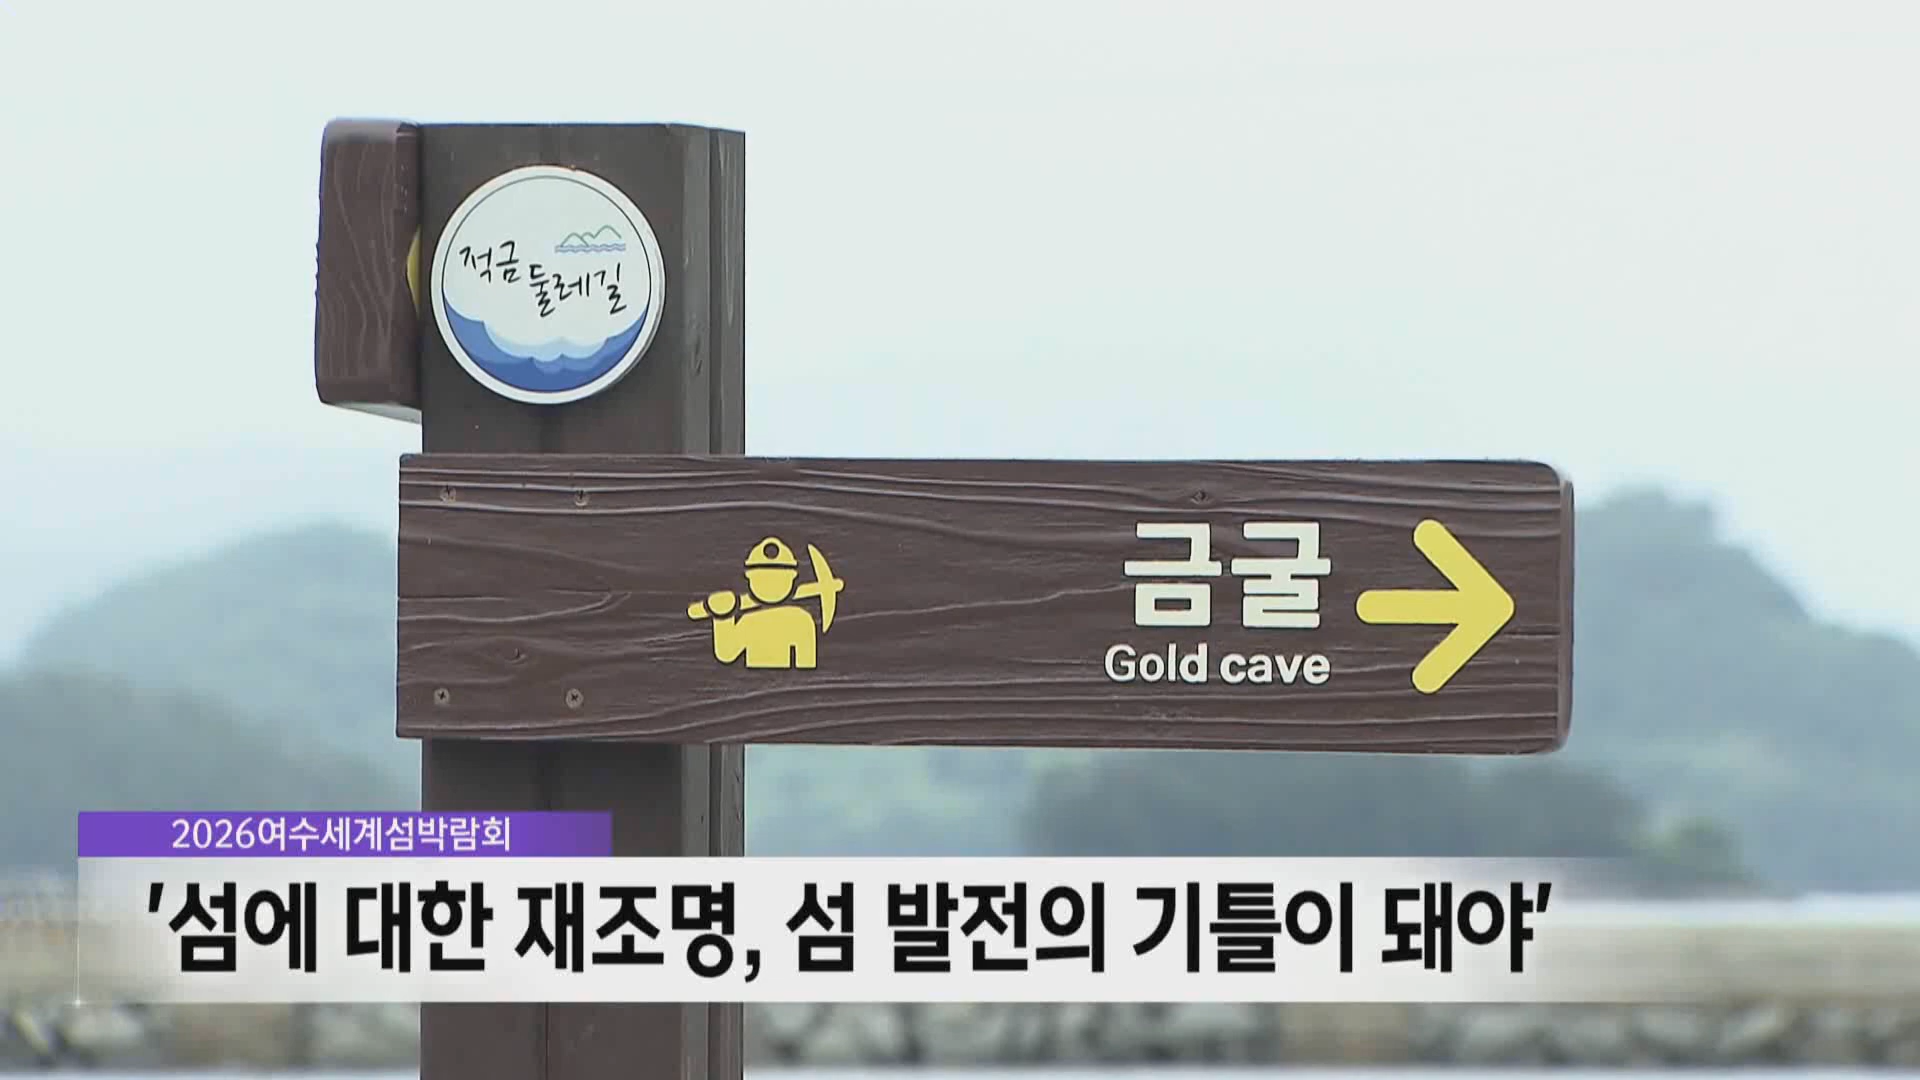 적금
둘레길
금굴
Gold cave
2026여수세계섬박람회
'섬에 대한 재조명, 섬 발전의 기틀이 돼야'